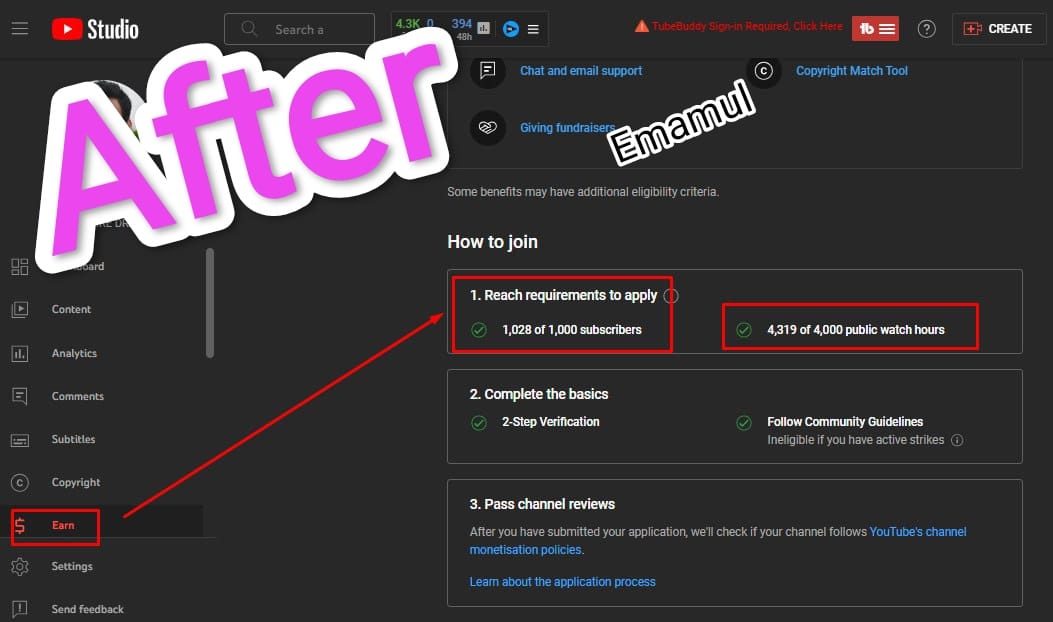 Studio
Search a
4.3K 0 394
48h
TubeBuddy Sign-in Required, Click Here
tb
CREATE
After
Emamul
Chat and email support
Copyright Match Tool
Giving fundraisers
Some benefits may have additional eligibility criteria.
How to join
1. Reach requirements to apply
1,028 of 1,000 subscribers
4,319 of 4,000 public watch hours
2. Complete the basics
2-Step Verification
Follow Community Guidelines
Ineligible if you have active strikes
3. Pass channel reviews
After you have submitted your application, we'll check if your channel follows YouTube's channel
monetisation policies.
Learn about the application process
Content
Analytics
Comments
Subtitles
Copyright
Earn
Settings
Send feedback